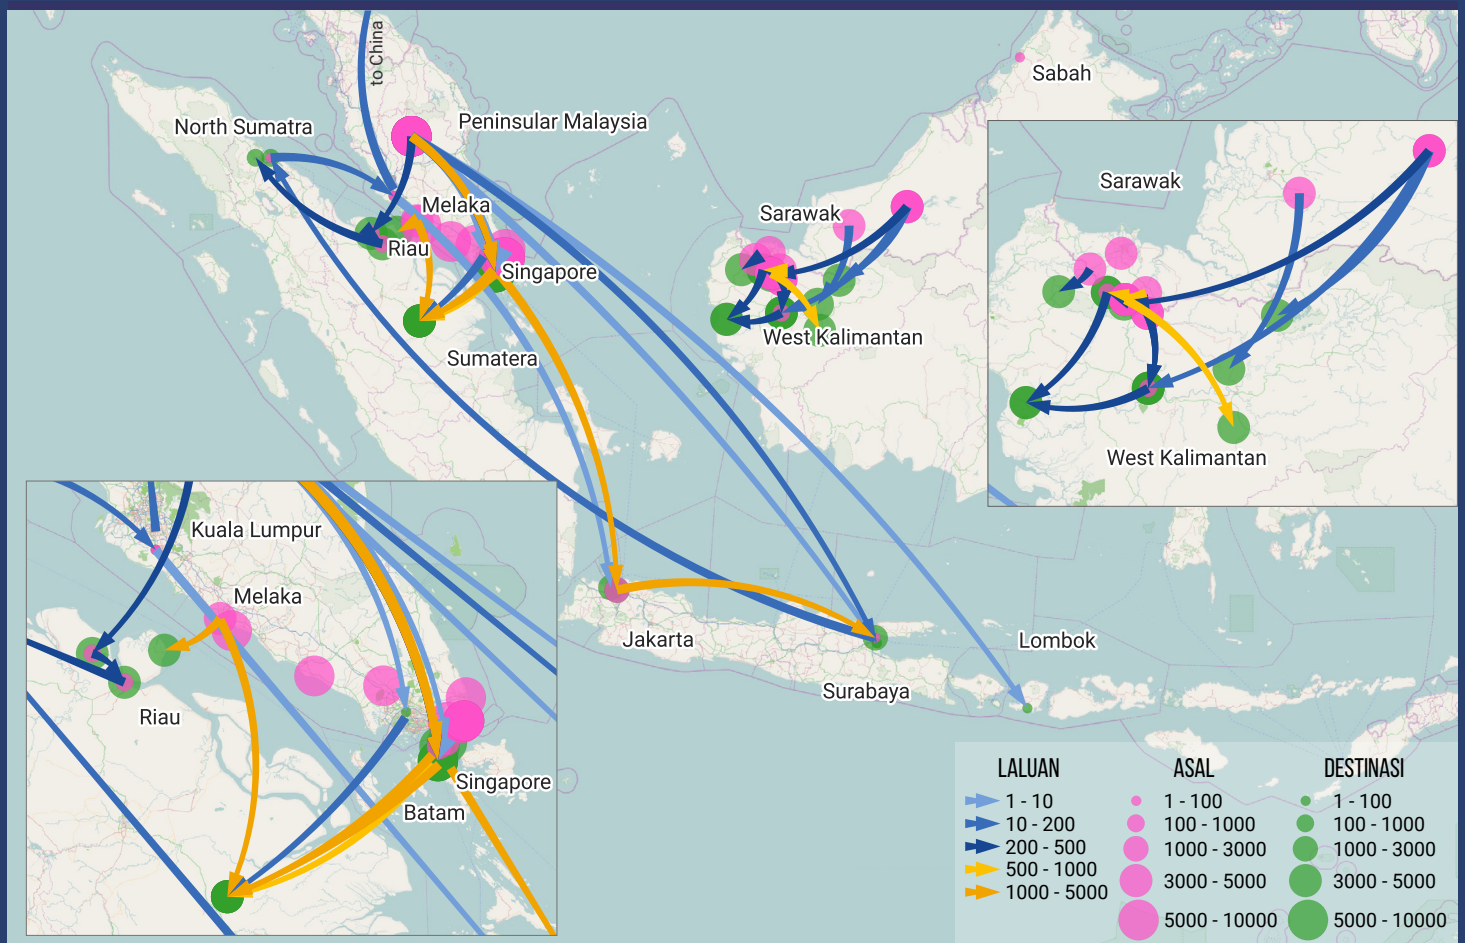 to China
Sabah
North Sumatra
Peninsular Malaysia
Melaka
Sarawak
Riau
Singapore
West Kalimantan
Sumatera
Jakarta
Lombok
Surabaya
Sarawak
West Kalimantan
Kuala Lumpur
Melaka
Riau
Singapore
Batam
LALUAN
1 - 10
10 - 200
200 - 500
500 - 1000
1000 - 5000
ASAL
1 - 100
100 - 1000
1000 - 3000
3000 - 5000
5000 - 10000
DESTINASI
1 - 100
100 - 1000
1000 - 3000
3000 - 5000
5000 - 10000